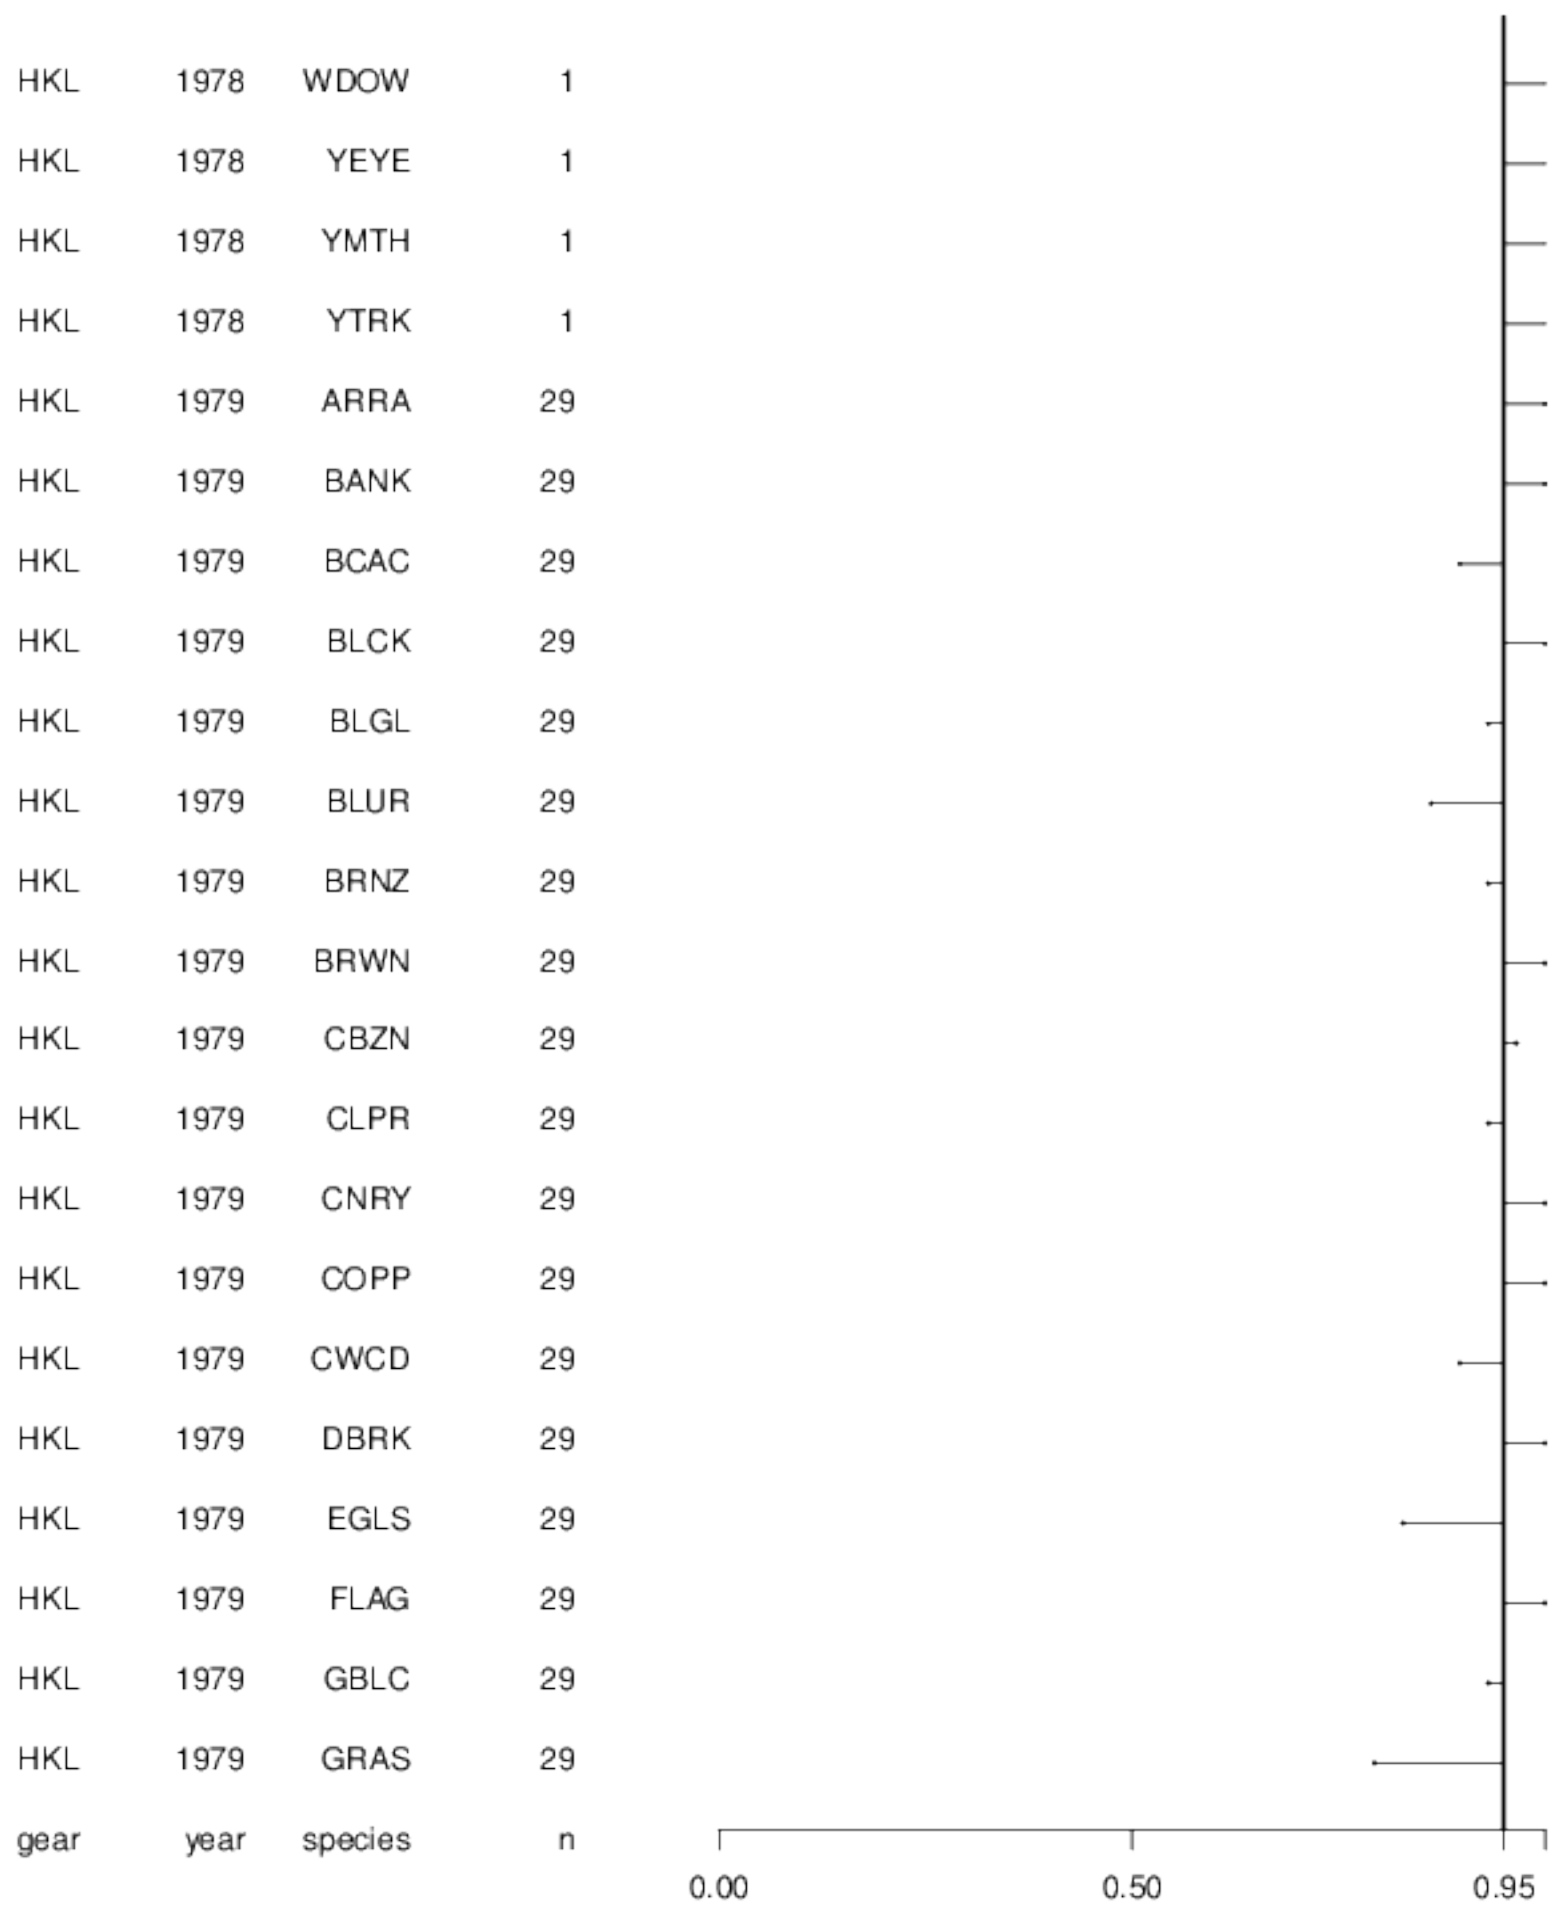 HKL 1978 WDOW 1
HKL 1978 YEYE 1
HKL 1978 YMTH 1
HKL 1978 YTRK 1
HKL 1979 ARRA 29
HKL 1979 BANK 29
HKL 1979 BCAC 29
HKL 1979 BLCK 29
HKL 1979 BLGL 29
HKL 1979 BLUR 29
HKL 1979 BRNZ 29
HKL 1979 BRWN 29
HKL 1979 CBZN 29
HKL 1979 CLPR 29
HKL 1979 CNRY 29
HKL 1979 COPP 29
HKL 1979 CWCD 29
HKL 1979 DBRK 29
HKL 1979 EGLS 29
HKL 1979 FLAG 29
HKL 1979 GBLC 29
HKL 1979 GRAS 29
gear year species n
0.00 0.50 0.95